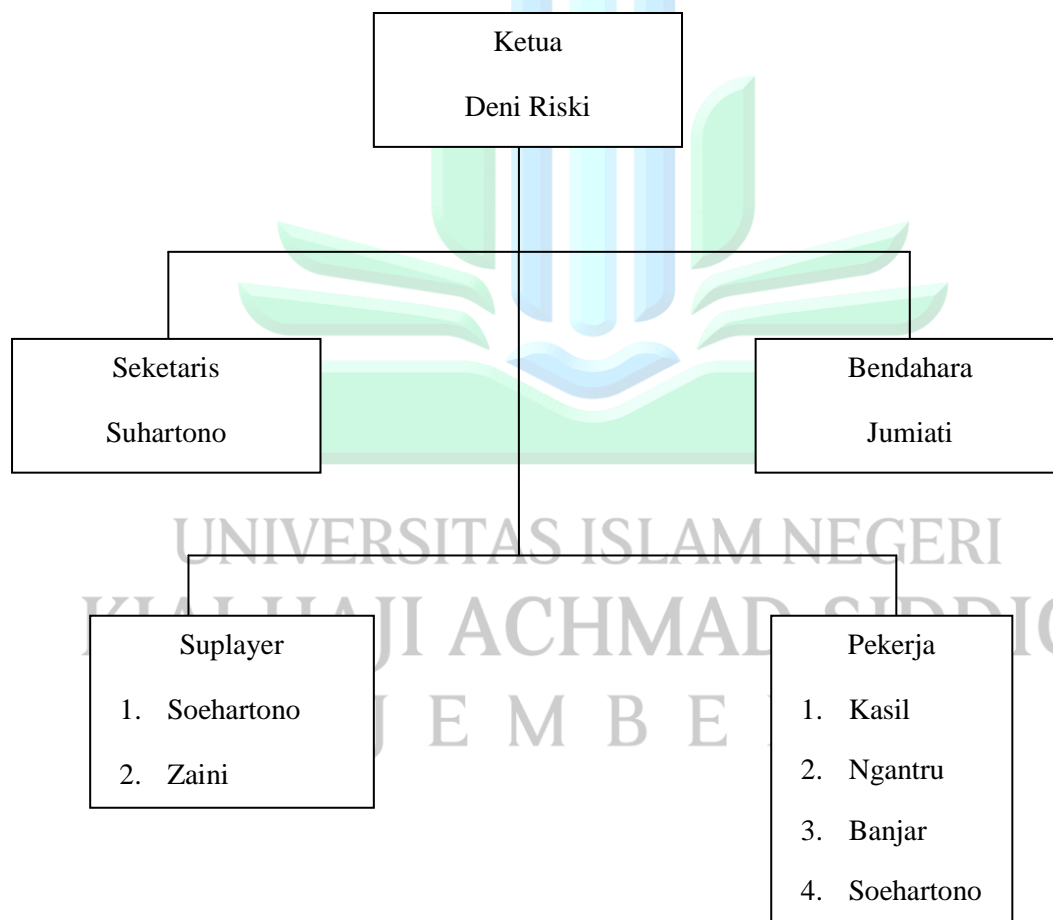 Ketua
Deni Riski
Seketaris
Suhartono
Bendahara
Jumiati
UNIVERSITAS ISLAM NEGERI
KIAI HAJI ACHMAD SIDDIQ
JEMBER
Suplayer
1. Soehartono
2. Zaini
Pekerja
1. Kasil
2. Ngantru
3. Banjar
4. Soehartono